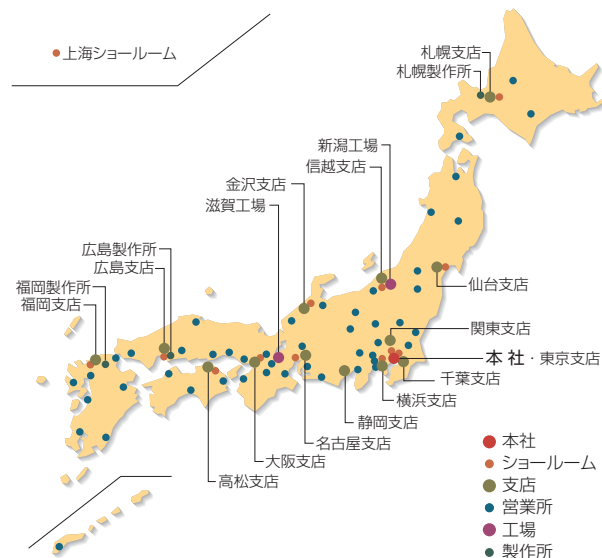 上海ショールーム
札幌支店
札幌製作所
新潟工場
信越支店
金沢支店
滋賀工場
広島製作所
広島支店
福岡製作所
福岡支店
仙台支店
関東支店
本社・東京支店
千葉支店
横浜支店
静岡支店
名古屋支店
大阪支店
高松支店
本社
ショールーム
支店
営業所
工場
製作所